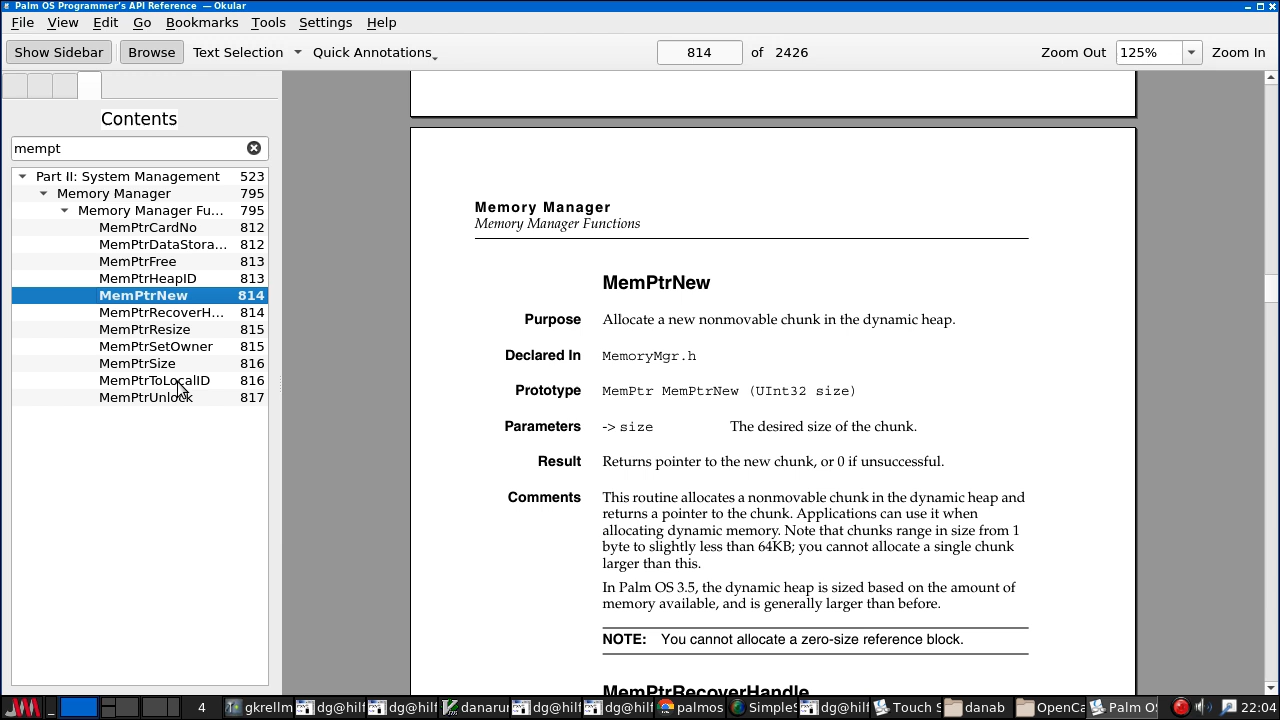 Palm OS Programmer's API Reference — Okular
File View Edit Go Bookmarks Tools Settings Help
Show Sidebar Browse Text Selection Quick Annotations 814 of 2426 Zoom Out 125% Zoom In
Contents
mempt
Part II: System Management 523
Memory Manager 795
Memory Manager Fu... 795
MemPtrCardNo 812
MemPtrDataStora... 812
MemPtrFree 813
MemPtrHeapID 813
MemPtrNew 814
MemPtrRecoverH... 814
MemPtrResize 815
MemPtrSetOwner 815
MemPtrSize 816
MemPtrToLocalID 816
MemPtrUnlock 817
Memory Manager
Memory Manager Functions
MemPtrNew
Purpose Allocate a new nonmovable chunk in the dynamic heap.
Declared In MemoryMgr.h
Prototype MemPtr MemPtrNew (UInt32 size)
Parameters -> size The desired size of the chunk.
Result Returns pointer to the new chunk, or 0 if unsuccessful.
Comments This routine allocates a nonmovable chunk in the dynamic heap and
returns a pointer to the chunk. Applications can use it when
allocating dynamic memory. Note that chunks range in size from 1
byte to slightly less than 64KB; you cannot allocate a single chunk
larger than this.
In Palm OS 3.5, the dynamic heap is sized based on the amount of
memory available, and is generally larger than before.
NOTE: You cannot allocate a zero-size reference block.
MemPtrRecoverHandle
4 gkrellm dg@hilf dg@hilf danarun dg@hilf dg@hilf palmos SimpleS dg@hilf Touch S danab OpenCa Palm OS 22:04